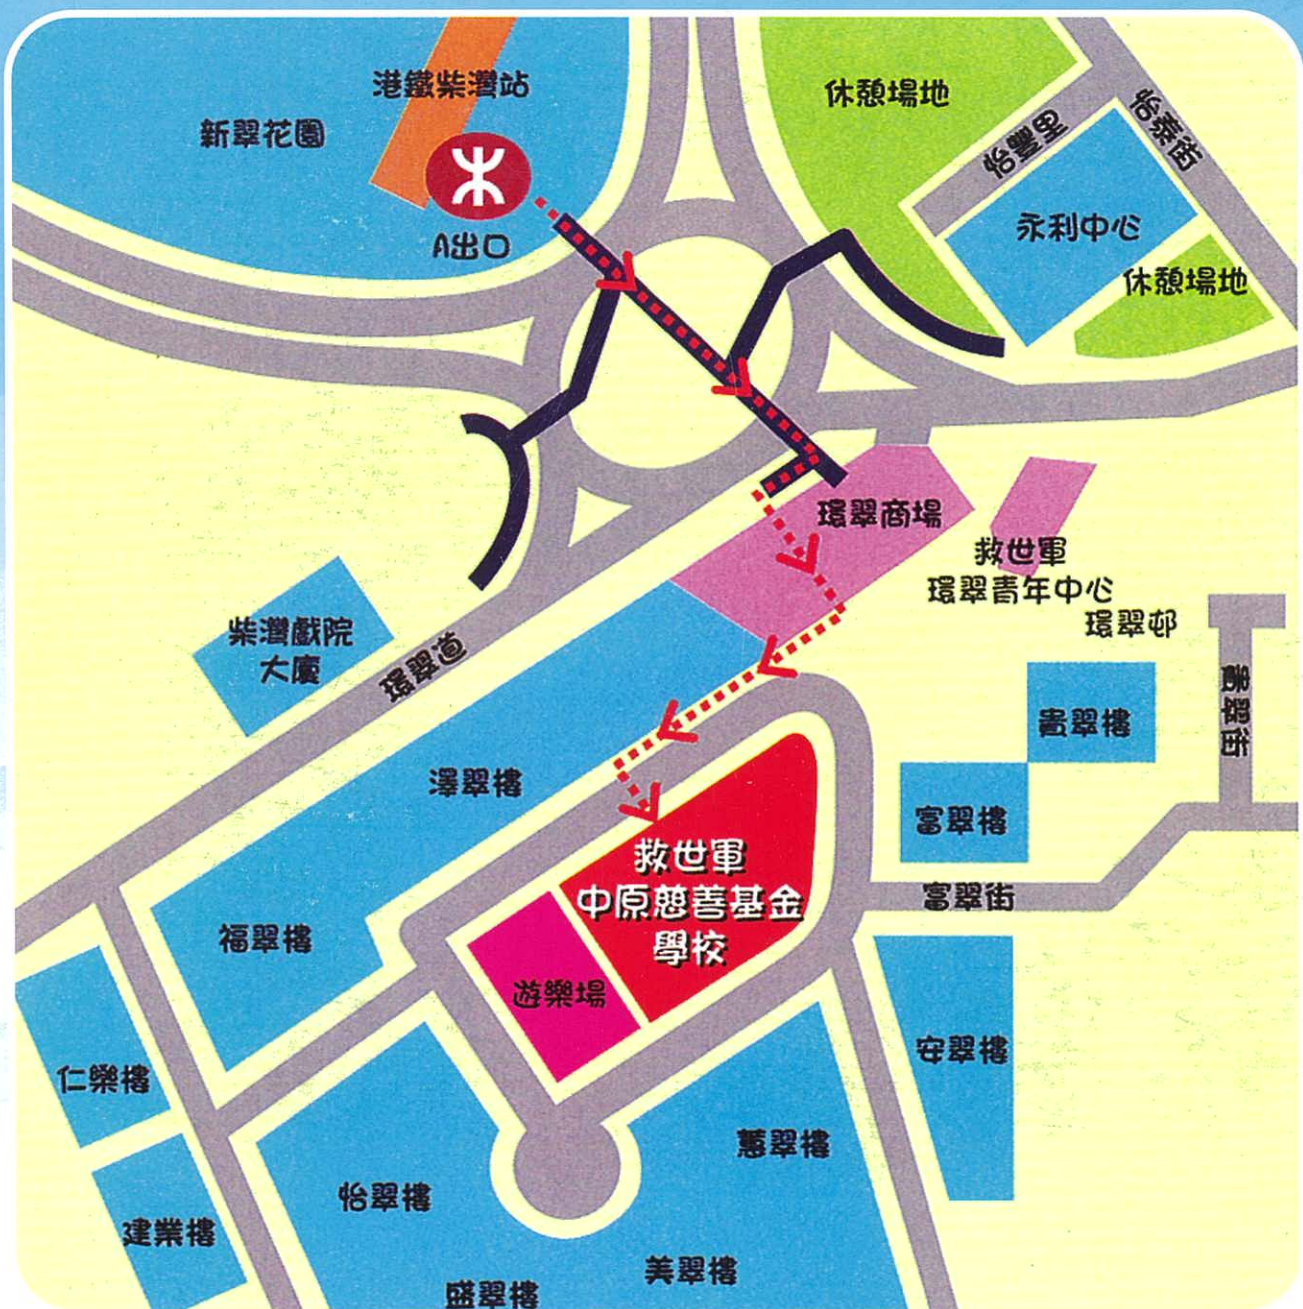 港鐵柴灣站
新翠花園
A出口
休憩場地
怡豐里
怡泰街
永利中心
休憩場地
環翠商場
救世軍
環翠青年中心
環翠邨
柴灣戲院
大廈
環翠道
貴翠樓
貴翠街
澤翠樓
富翠樓
救世軍
中原慈善基金
學校
富翠街
福翠樓
遊樂場
安翠樓
仁樂樓
蕙翠樓
怡翠樓
建業樓
美翠樓
盛翠樓